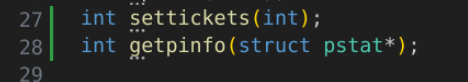 27 int settickets(int);
28 int getpinfo(struct pstat*);
29